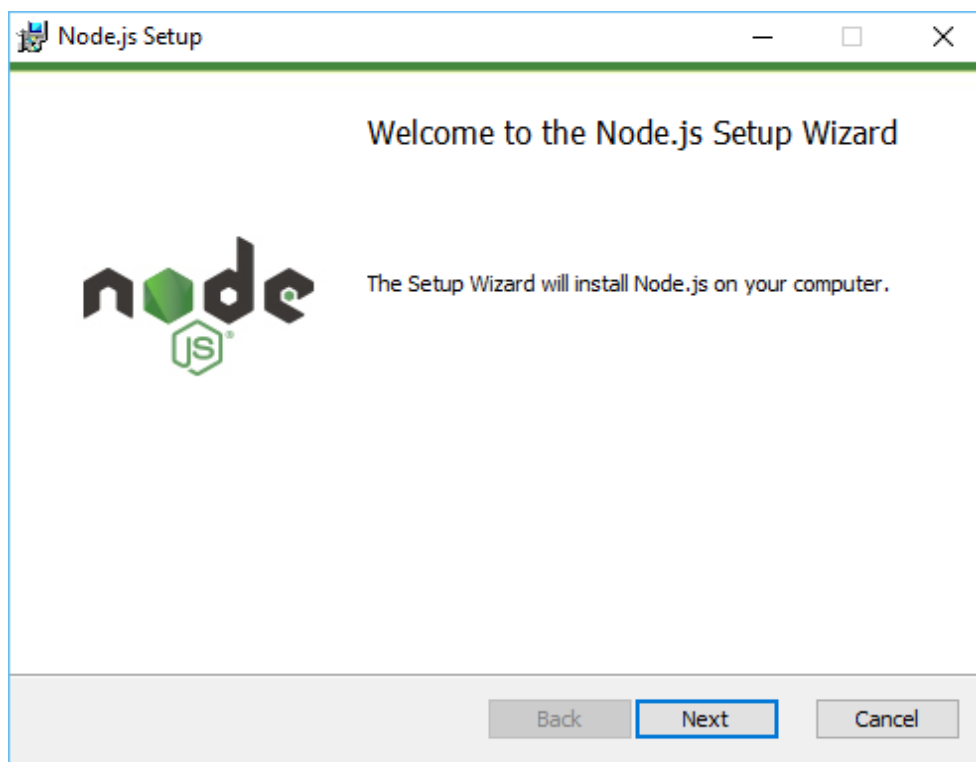 Node.js Setup
Welcome to the Node.js Setup Wizard
node
JS®
The Setup Wizard will install Node.js on your computer.
Back Next Cancel